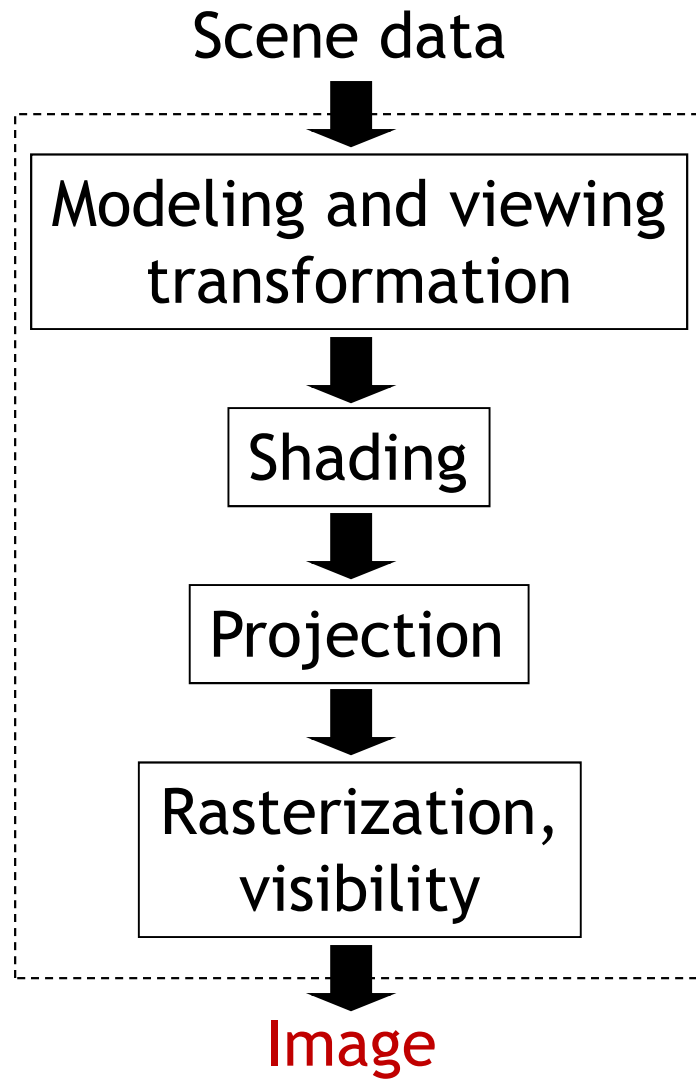 Scene data
Modeling and viewing
transformation
Shading
Projection
Rasterization,
visibility
Image